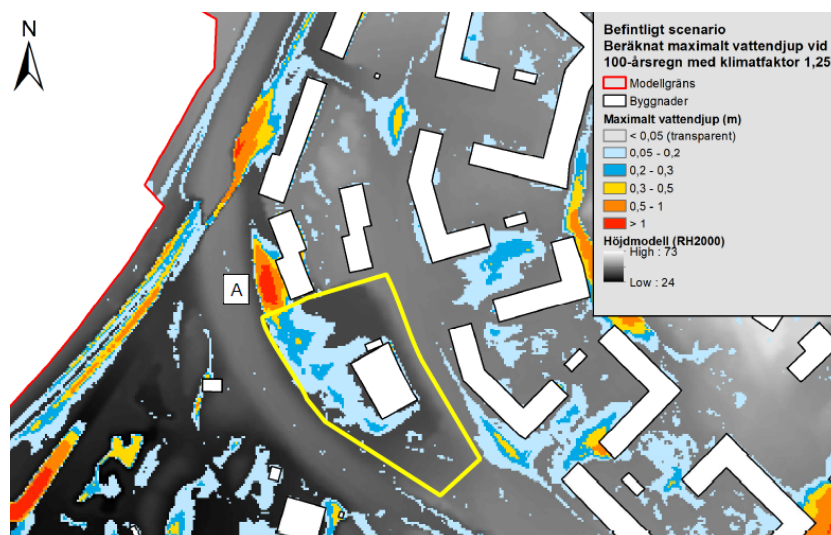 N
A
Befintligt scenario
Beräknat maximalt vattendjup vid
100-årsregn med klimatfaktor 1,25
Modellgräns
Byggnader
Maximalt vattendjup (m)
< 0,05 (transparent)
0,05 - 0,2
0,2 - 0,3
0,3 - 0,5
0,5 - 1
> 1
Höjdmodell (RH2000)
High : 73
Low : 24